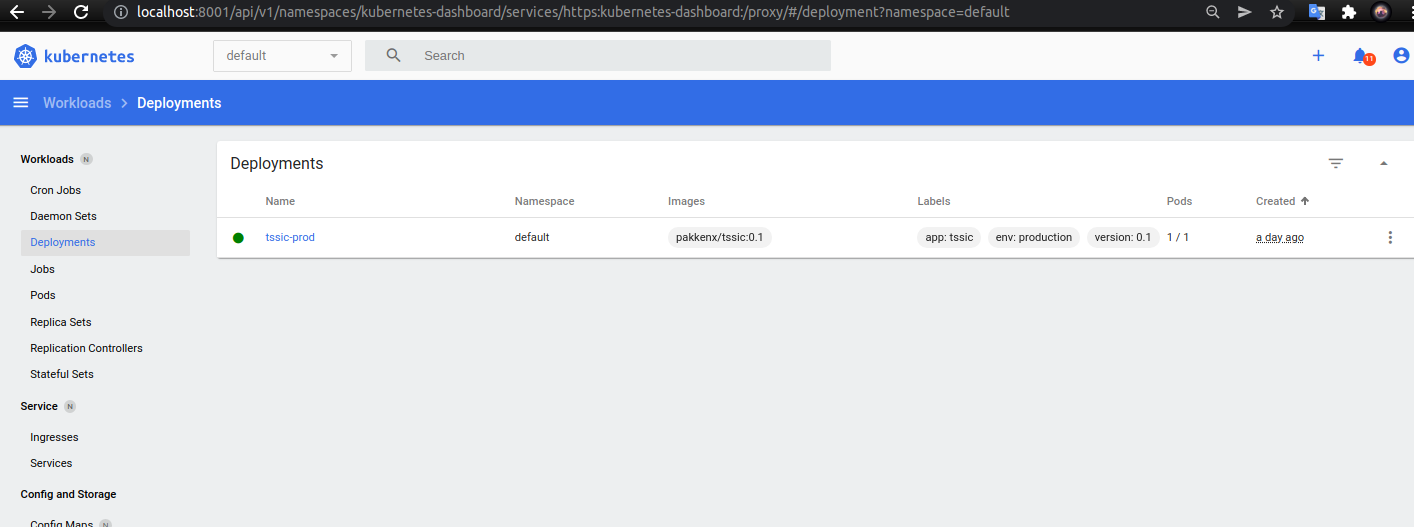 localhost:8001/api/v1/namespaces/kubernetes-dashboard/services/https:kubernetes-dashboard:/proxy/#/deployment?namespace=default
kubernetes default Search 11
Workloads Deployments
Workloads N
Cron Jobs
Daemon Sets
Deployments
Jobs
Pods
Replica Sets
Replication Controllers
Stateful Sets
Service N
Ingresses
Services
Config and Storage
Config Maps N
Deployments
Name Namespace Images Labels Pods Created
tssic-prod default pakkenx/tssic:0.1 app: tssic env: production version: 0.1 1 / 1 a day ago